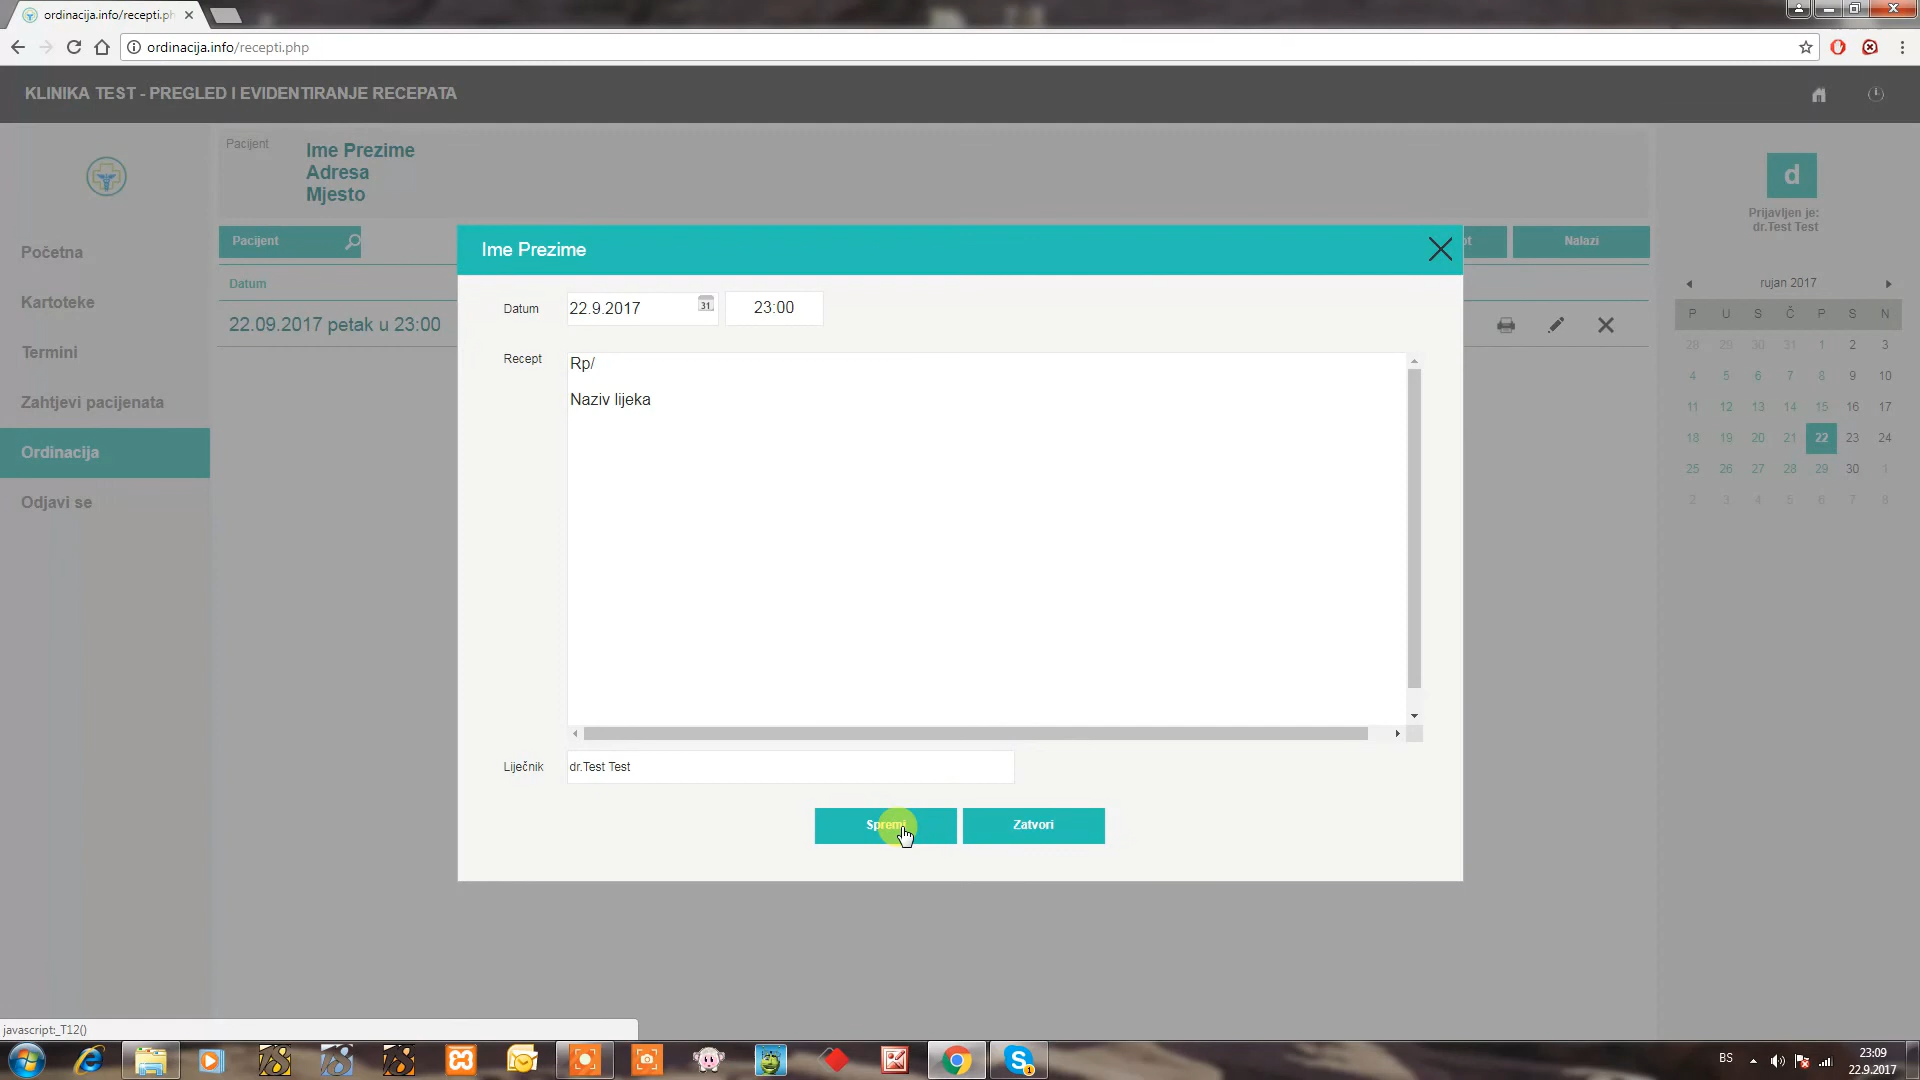 ordinacija.info/recepti.ph
ordinacija.info/recepti.php
KLINIKA TEST - PREGLED I EVIDENTIRANJE RECEPATA
Početna
Kartoteke
Termini
Zahtjevi pacijenata
Ordinacija
Odjavi se
Pacijent
Ime Prezime
Adresa
Mjesto
Pacijent
Nalazi
Datum
22.09.2017 petak u 23:00
Ime Prezime
Datum
22.9.2017
31
23:00
Recept
Rp/
Naziv lijeka
Liječnik
dr.Test Test
Spremi
Zatvori
d
Prijavljen je:
dr.Test Test
rujan 2017
P U S Č P S N
28 29 30 31 1 2 3
4 5 6 7 8 9 10
11 12 13 14 15 16 17
18 19 20 21 22 23 24
25 26 27 28 29 30 1
2 3 4 5 6 7 8
javascript:_T12()
BS
23:09
22.9.2017